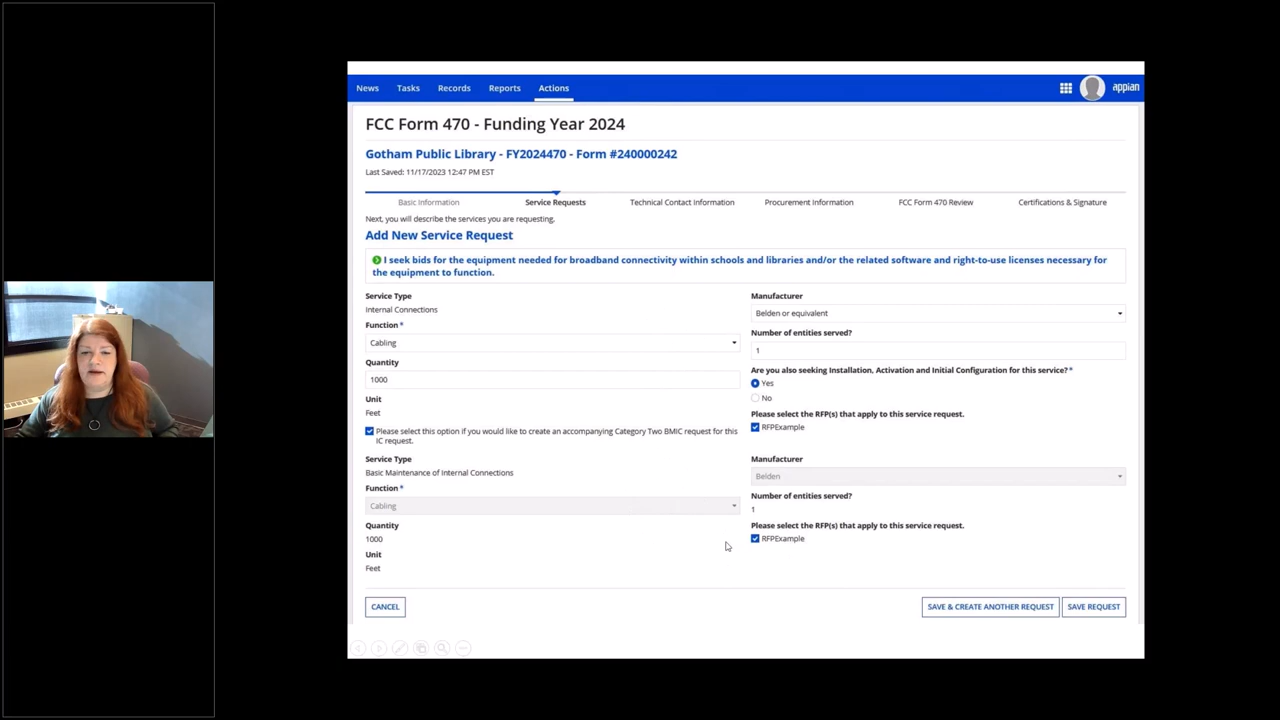 News Tasks Records Reports Actions
appian
FCC Form 470 - Funding Year 2024
Gotham Public Library - FY2024470 - Form #240000242
Last Saved: 11/17/2023 12:47 PM EST
Basic Information Service Requests Technical Contact Information Procurement Information FCC Form 470 Review Certifications & Signature
Next, you will describe the services you are requesting.
Add New Service Request
I seek bids for the equipment needed for broadband connectivity within schools and libraries and/or the related software and right-to-use licenses necessary for
the equipment to function.
Service Type
Internal Connections
Function *
Cabling
Quantity
1000
Unit
Feet
Please select this option if you would like to create an accompanying Category Two BMIC request for this
IC request.
Manufacturer
Belden or equivalent
Number of entities served?
1
Are you also seeking Installation, Activation and Initial Configuration for this service? *
Yes
No
Please select the RFP(s) that apply to this service request.
RFPExample
Service Type
Basic Maintenance of Internal Connections
Function *
Cabling
Quantity
1000
Unit
Feet
Manufacturer
Belden
Number of entities served?
1
Please select the RFP(s) that apply to this service request.
RFPExample
CANCEL
SAVE & CREATE ANOTHER REQUEST
SAVE REQUEST